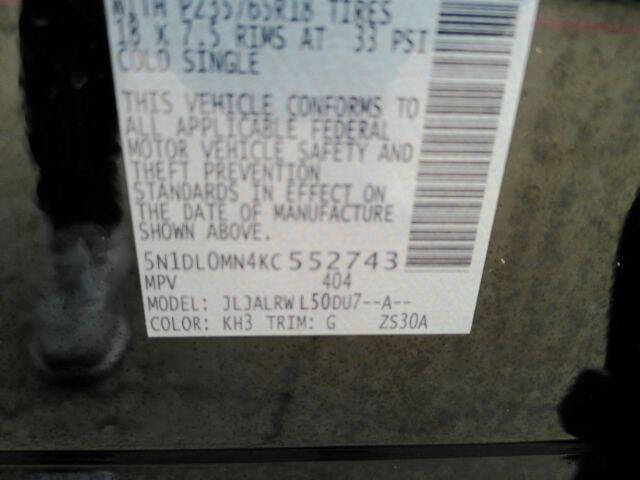 WITH P235/65R18 TIRES
18 X 7.5 RIMS AT 33 PSI
COLD SINGLE
THIS VEHICLE CONFORMS TO
ALL APPLICABLE FEDERAL
MOTOR VEHICLE SAFETY AND
THEFT PREVENTION
STANDARDS IN EFFECT ON
THE DATE OF MANUFACTURE
SHOWN ABOVE.
5N1DL0MN4KC552743
MPV 404
MODEL: JLJALRW L50DU7--A--
COLOR: KH3 TRIM: G ZS30A